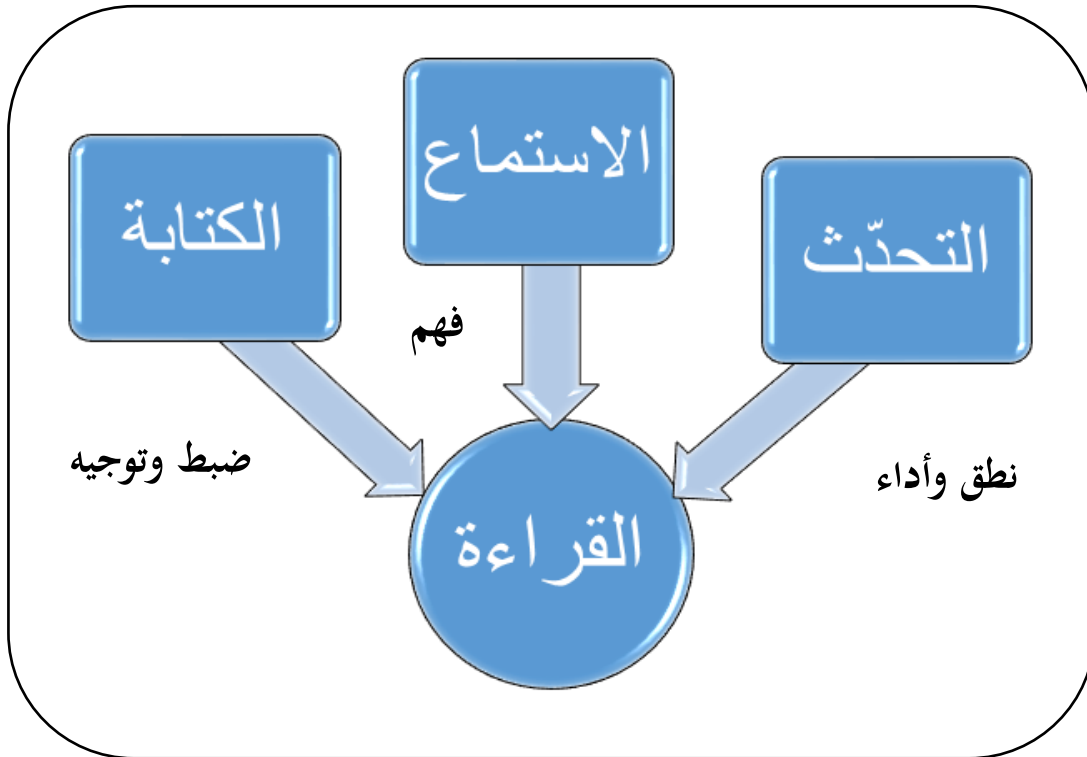 الاستماع
التحدّث
الكتابة
فهم
نطق وأداء
ضبط وتوجيه
القراءة